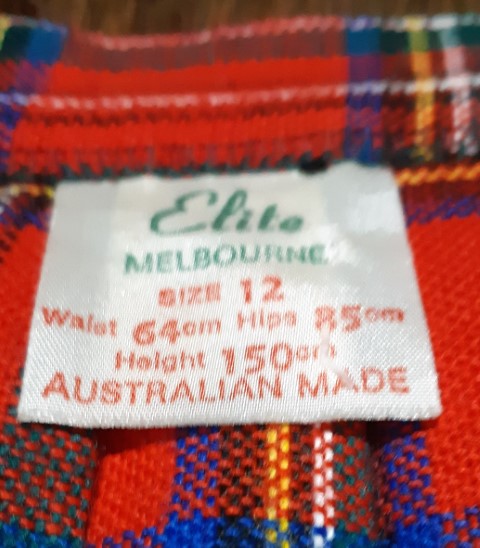 Elite
MELBOURNE
SIZE 12
Waist 64cm Hips 85cm
Height 150cm
AUSTRALIAN MADE